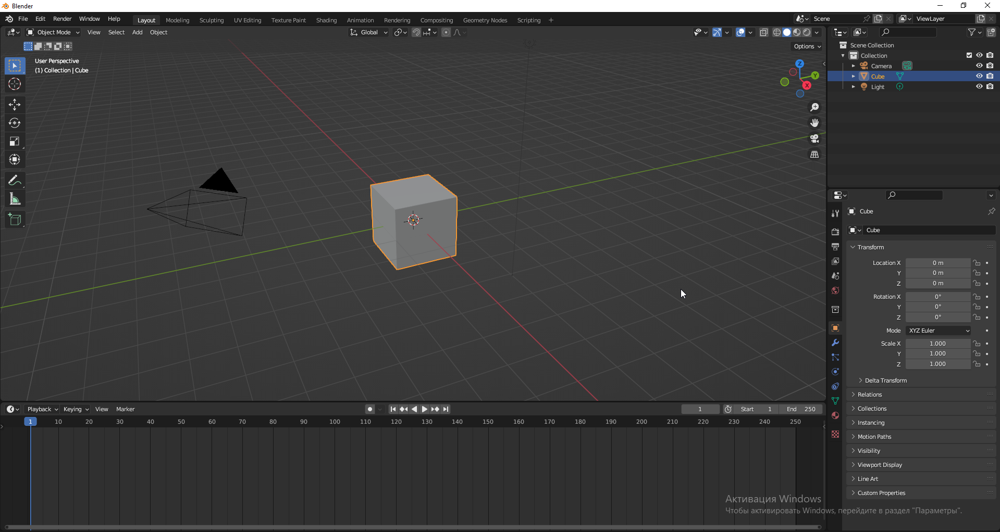 Blender
File Edit Render Window Help Layout Modeling Sculpting UV Editing Texture Paint Shading Animation Rendering Compositing Geometry Nodes Scripting + Scene ViewLayer
Object Mode View Select Add Object Global
Options
User Perspective
(1) Collection | Cube
Z
Y
X
Scene Collection
Collection
Camera
Cube
Light
Cube
Cube
Transform
Location X 0 m
Y 0 m
Z 0 m
Rotation X 0°
Y 0°
Z 0°
Mode XYZ Euler
Scale X 1.000
Y 1.000
Z 1.000
Delta Transform
Relations
Collections
Instancing
Motion Paths
Visibility
Viewport Display
Line Art
Custom Properties
Playback Keying View Marker 1 Start 1 End 250
1 10 20 30 40 50 60 70 80 90 100 110 120 130 140 150 160 170 180 190 200 210 220 230 240 250
Активация Windows
Чтобы активировать Windows, перейдите в раздел "Параметры".